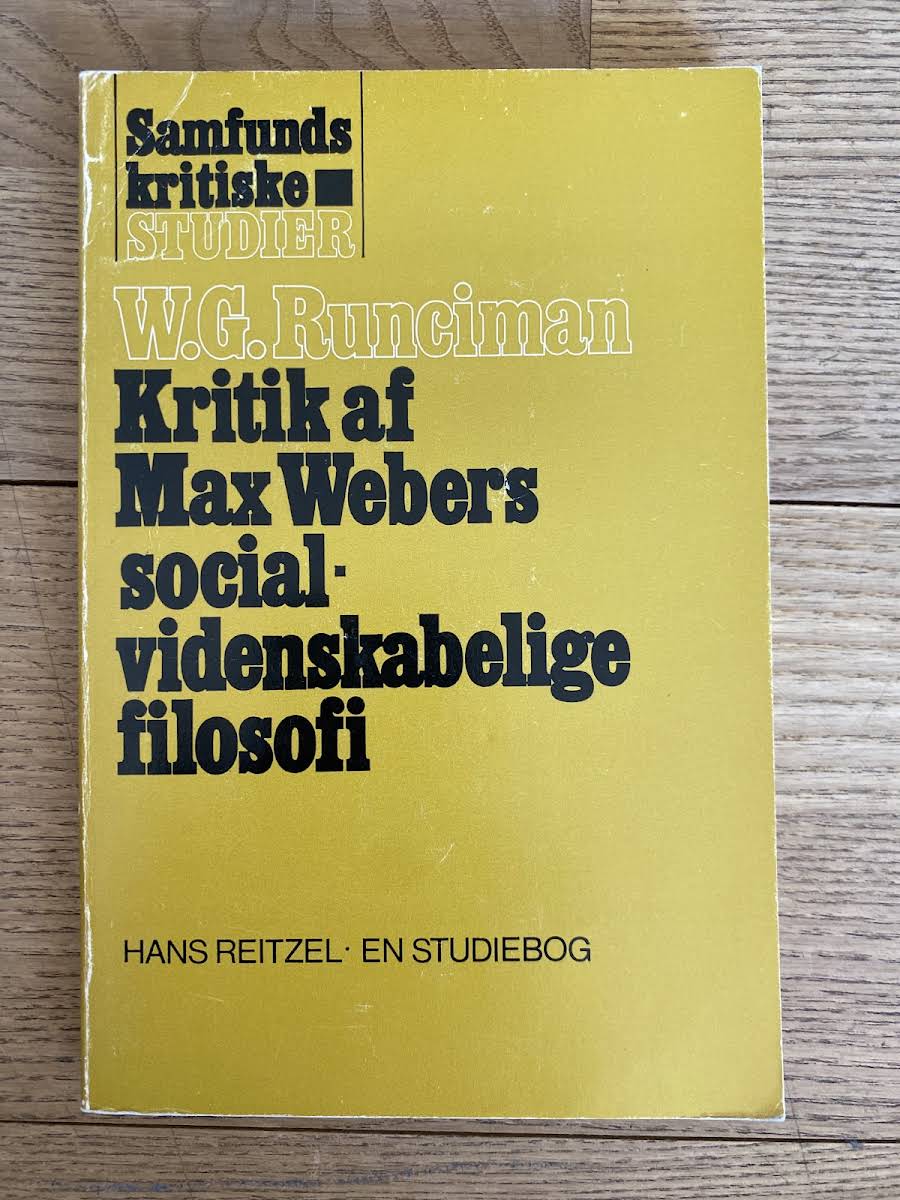 Samfunds
kritiske
STUDIER
W.G. Runciman
Kritik af
Max Webers
social-
videnskabelige
filosofi
HANS REITZEL · EN STUDIEBOG